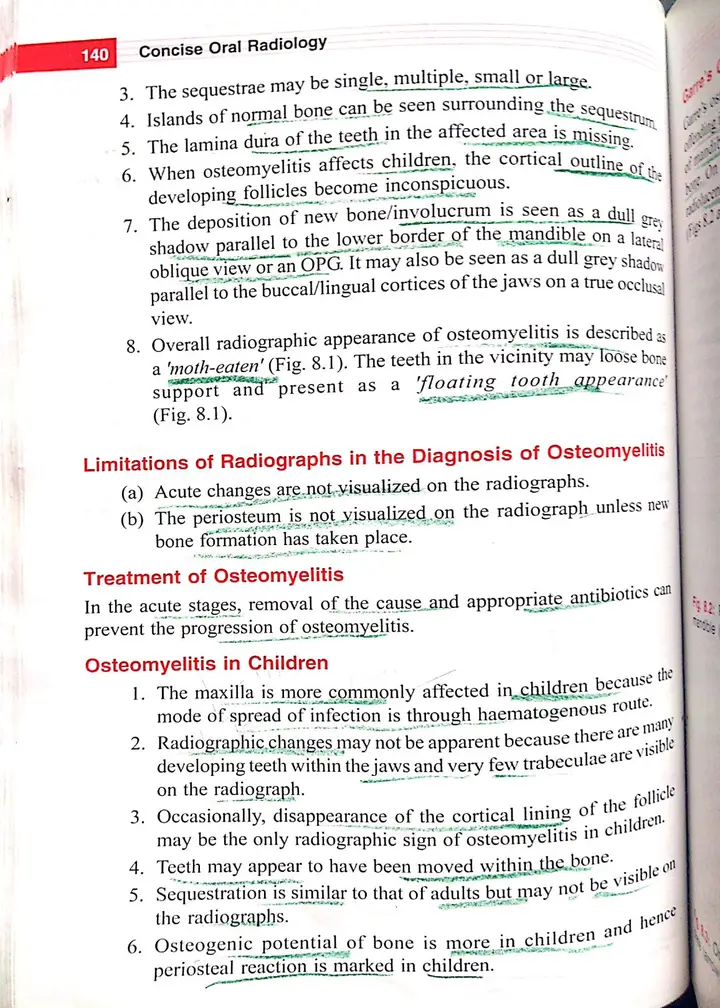 140 Concise Oral Radiology
3. The sequestrae may be single, multiple, small or large.
4. Islands of normal bone can be seen surrounding the sequestrum.
5. The lamina dura of the teeth in the affected area is missing.
6. When osteomyelitis affects children, the cortical outline of the
developing follicles become inconspicuous.
7. The deposition of new bone/involucrum is seen as a dull grey
shadow parallel to the lower border of the mandible on a lateral
oblique view or an OPG. It may also be seen as a dull grey shadow
parallel to the buccal/lingual cortices of the jaws on a true occlusal
view.
8. Overall radiographic appearance of osteomyelitis is described as
a 'moth-eaten' (Fig. 8.1). The teeth in the vicinity may loose bone
support and present as a 'floating tooth appearance'
(Fig. 8.1).
Limitations of Radiographs in the Diagnosis of Osteomyelitis
(a) Acute changes are not visualized on the radiographs.
(b) The periosteum is not visualized on the radiograph unless new
bone formation has taken place.
Treatment of Osteomyelitis
In the acute stages, removal of the cause and appropriate antibiotics can
prevent the progression of osteomyelitis.
Osteomyelitis in Children
1. The maxilla is more commonly affected in children because the
mode of spread of infection is through haematogenous route.
2. Radiographic changes may not be apparent because there are many
developing teeth within the jaws and very few trabeculae are visible
on the radiograph.
3. Occasionally, disappearance of the cortical lining of the follicle
may be the only radiographic sign of osteomyelitis in children.
4. Teeth may appear to have been moved within the bone.
5. Sequestration is similar to that of adults but may not be visible on
the radiographs.
6. Osteogenic potential of bone is more in children and hence
periosteal reaction is marked in children.